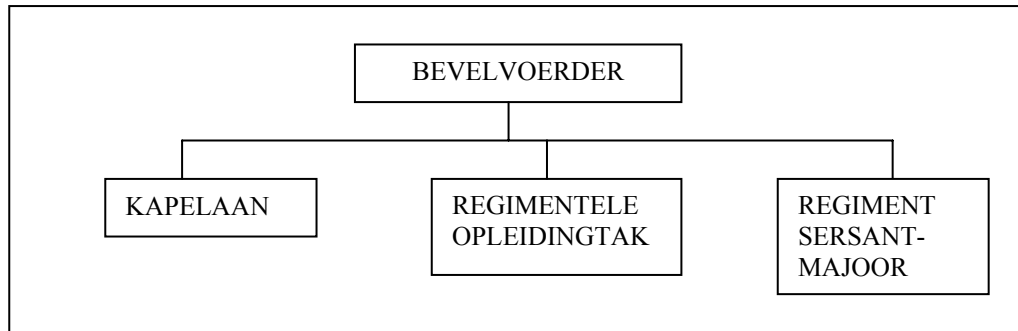 BEVELVOERDER
KAPELAAN
REGIMENTELE
OPLEIDINGTAK
REGIMENT
SERSANT-
MAJOOR